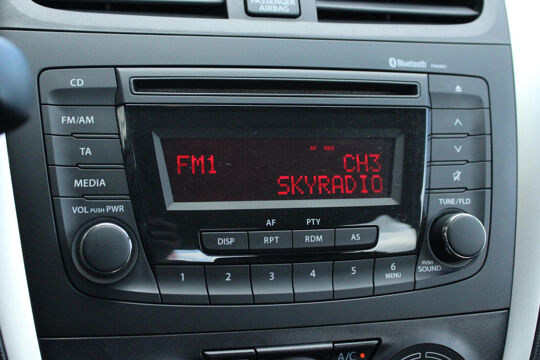 PASSENGER
AIRBAG
Bluetooth
CD
FM/AM
TA
MEDIA
VOL PUSH PWR
AF REG
FM1 CH3
SKYRADIO
TUNE/FLD
PUSH
SOUND
AF PTY
DISP RPT RDM AS
1 2 3 4 5 6
MENU
A/C